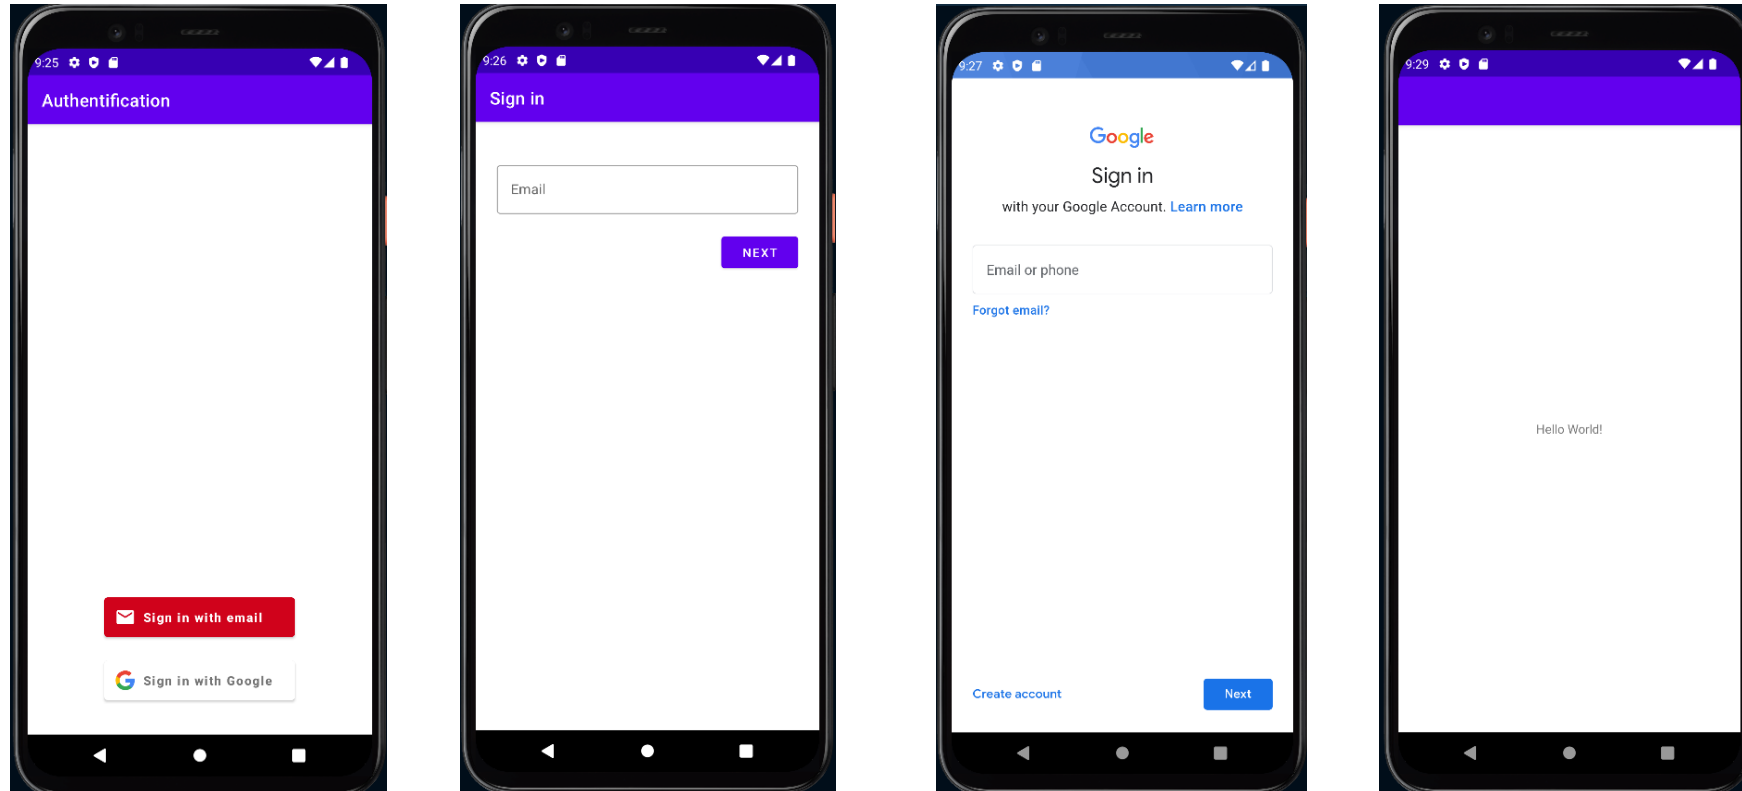 9:25
Authentification
Sign in with email
Sign in with Google
9:26
Sign in
Email
NEXT
9:27
Google
Sign in
with your Google Account. Learn more
Email or phone
Forgot email?
Create account
Next
9:29
Hello World!